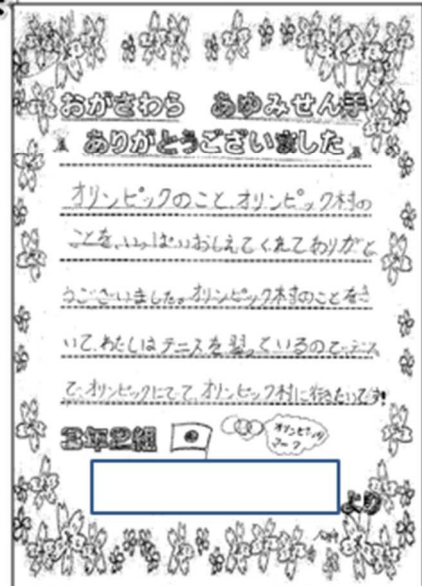 おがさわら　あゆみせん手
ありがとうございました
オリンピックのこと、オリンピック村の
ことを、いっぱいおしえてくれてありがと
うございました。オリンピック村のことをき
いて、わたしはテニスを習っているので、テニス
で、オリンピックにでて、オリンピック村に行きたいです!
3年2組
オリンピック
マーク
より